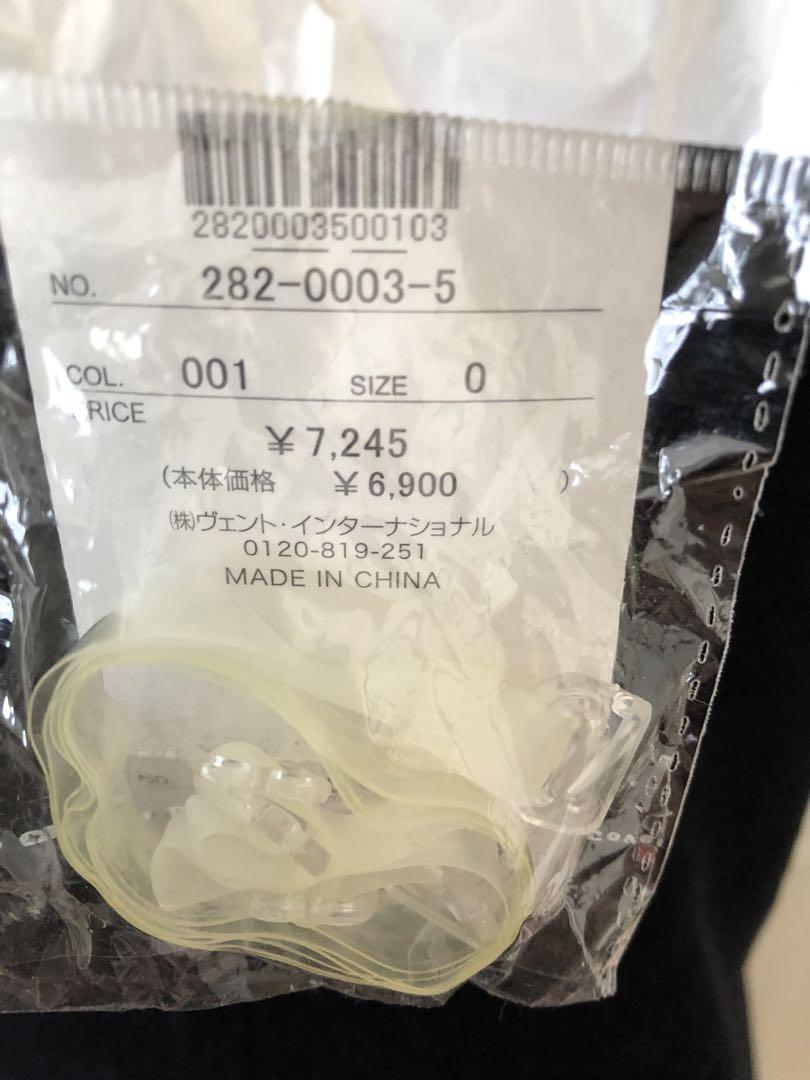 2820003500103
NO. 282-0003-5
COL. 001 SIZE 0
PRICE
¥7,245
(本体価格 ¥6,900 )
㈱ヴェント・インターナショナル
0120-819-251
MADE IN CHINA